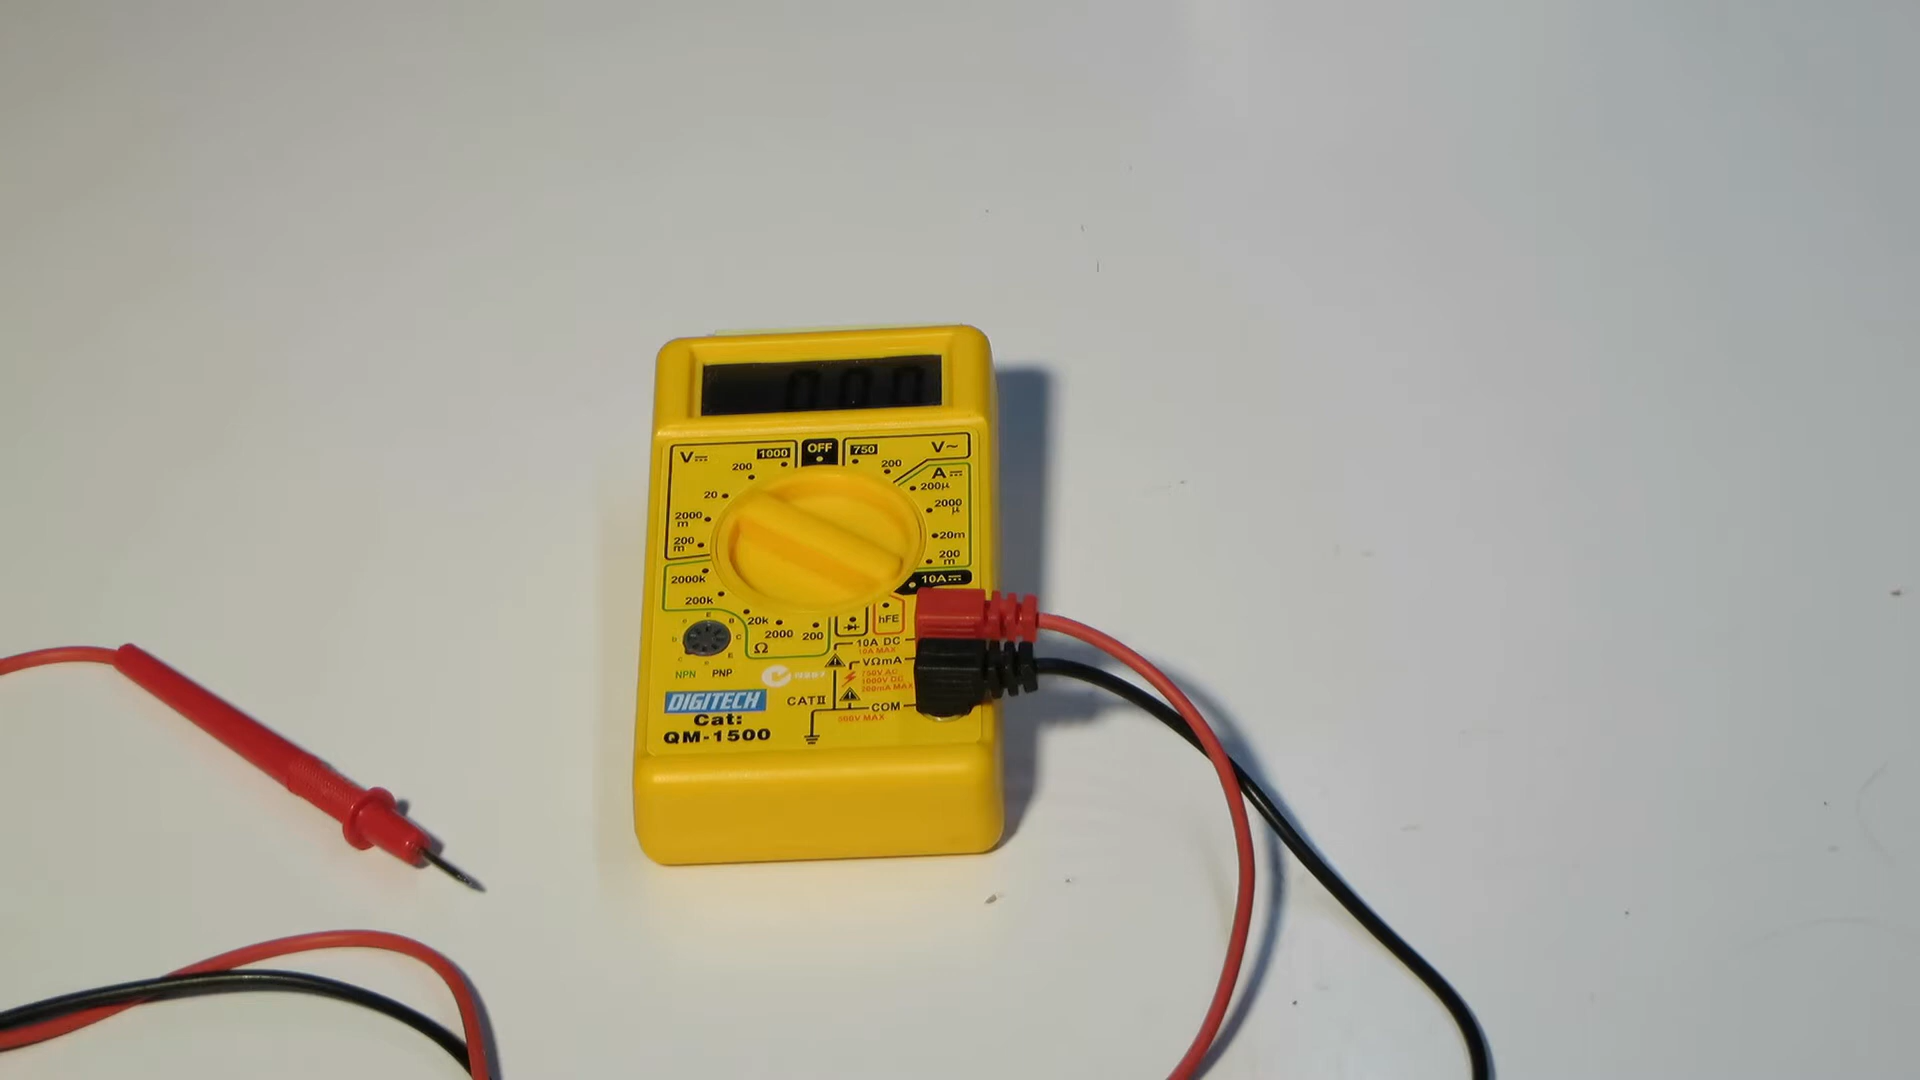 000
OFF
V⎓
1000
750
V~
200
200
A⎓
20
200μ
2000
m
2000
μ
200
m
20m
200
m
2000k
10A⎓
200k
20k
2000
200
hFE
Ω
E
B
C
E
10A DC
10A MAX
VΩmA
750V AC
1000V DC
200mA MAX
NPN PNP
DIGITECH
CAT II
COM
500V MAX
Cat:
QM-1500